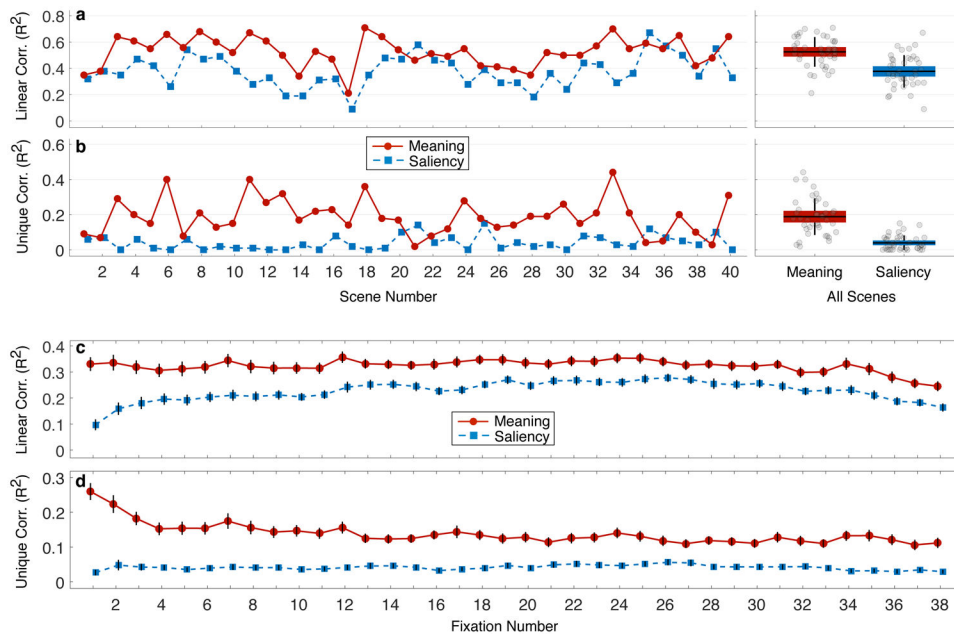 a
Linear Corr. (R²)
0.8
0.6
0.4
0.2
0
b
Meaning
Saliency
Unique Corr. (R²)
0.6
0.4
0.2
0
2 4 6 8 10 12 14 16 18 20 22 24 26 28 30 32 34 36 38 40
Scene Number
Meaning Saliency
All Scenes
c
Linear Corr. (R²)
0.4
0.3
0.2
0.1
0
Meaning
Saliency
d
Unique Corr. (R²)
0.3
0.2
0.1
0
2 4 6 8 10 12 14 16 18 20 22 24 26 28 30 32 34 36 38
Fixation Number